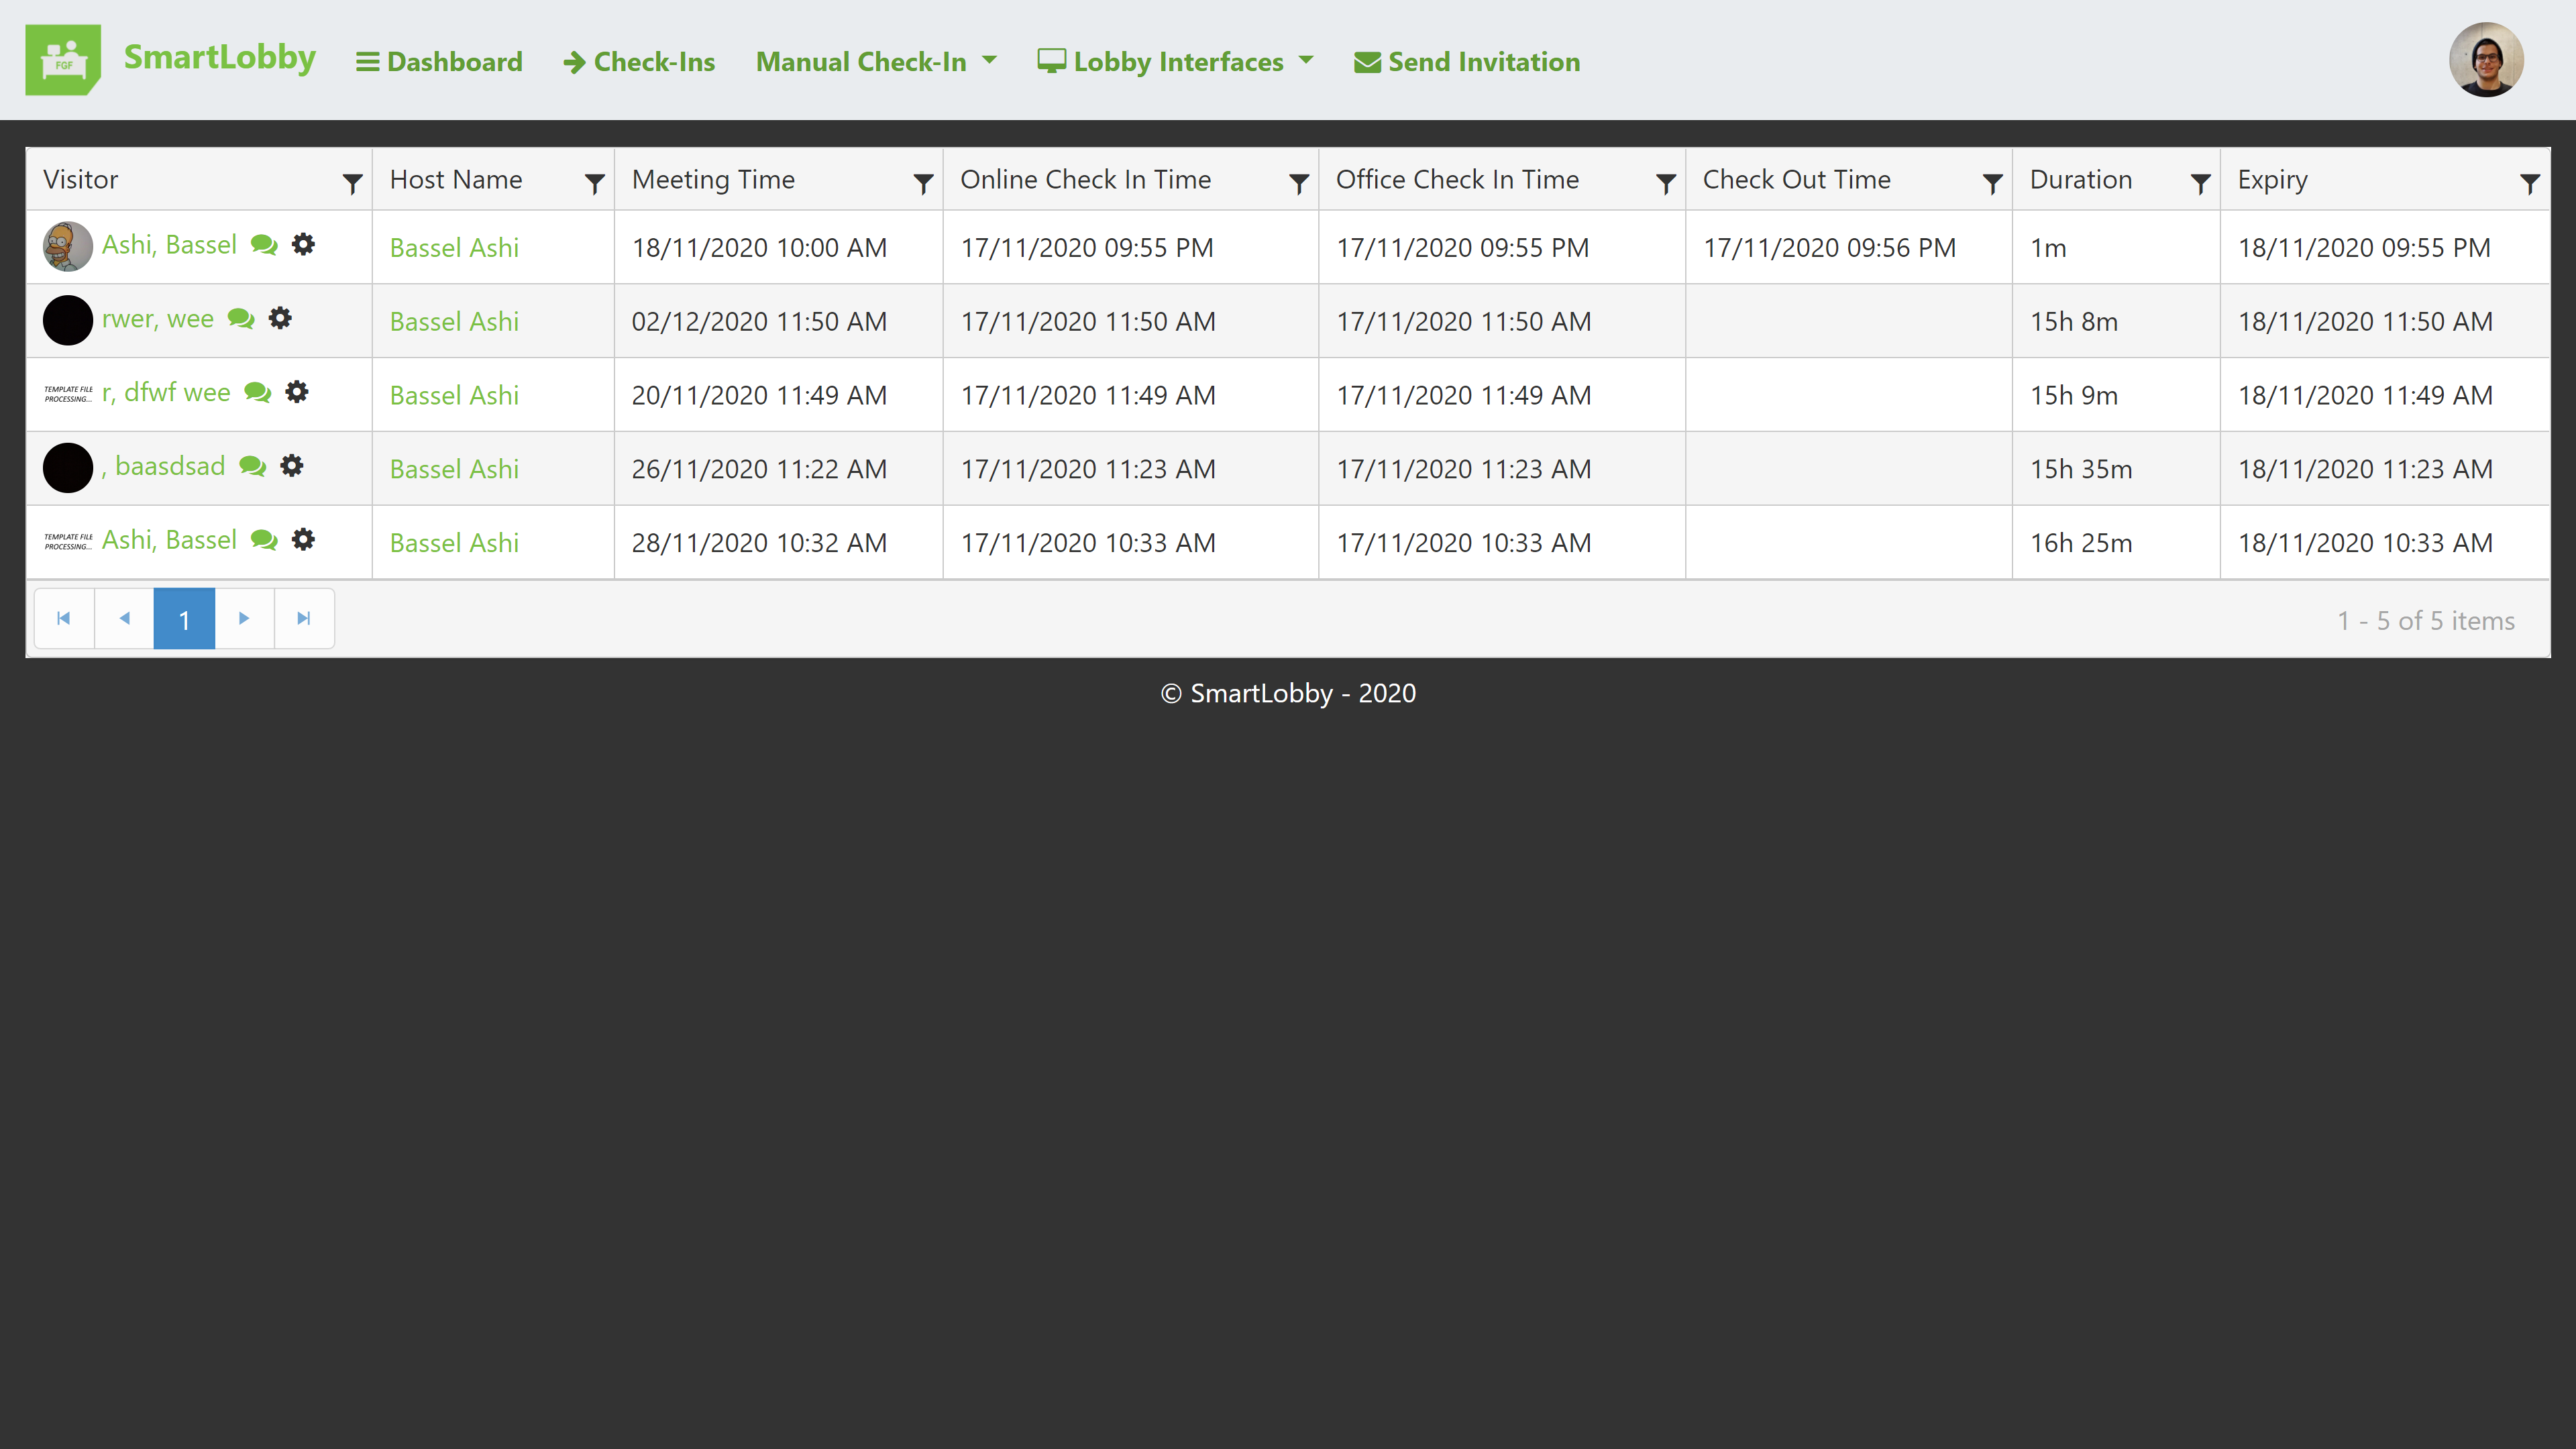 FGF SmartLobby Dashboard Check-Ins Manual Check-In Lobby Interfaces Send Invitation
Visitor Host Name Meeting Time Online Check In Time Office Check In Time Check Out Time Duration Expiry
Ashi, Bassel Bassel Ashi 18/11/2020 10:00 AM 17/11/2020 09:55 PM 17/11/2020 09:55 PM 17/11/2020 09:56 PM 1m 18/11/2020 09:55 PM
rwer, wee Bassel Ashi 02/12/2020 11:50 AM 17/11/2020 11:50 AM 17/11/2020 11:50 AM 15h 8m 18/11/2020 11:50 AM
TEMPLATE FILE
PROCESSING... r, dfwf wee Bassel Ashi 20/11/2020 11:49 AM 17/11/2020 11:49 AM 17/11/2020 11:49 AM 15h 9m 18/11/2020 11:49 AM
, baasdsad Bassel Ashi 26/11/2020 11:22 AM 17/11/2020 11:23 AM 17/11/2020 11:23 AM 15h 35m 18/11/2020 11:23 AM
TEMPLATE FILE
PROCESSING... Ashi, Bassel Bassel Ashi 28/11/2020 10:32 AM 17/11/2020 10:33 AM 17/11/2020 10:33 AM 16h 25m 18/11/2020 10:33 AM
1 1 - 5 of 5 items
© SmartLobby - 2020